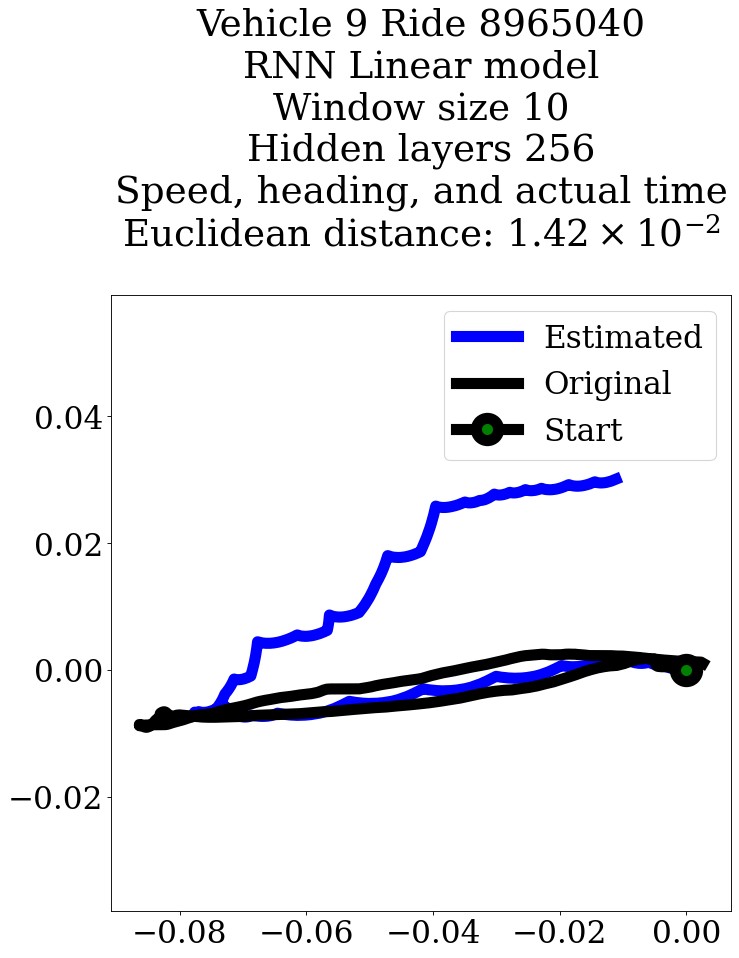 Vehicle 9 Ride 8965040
RNN Linear model
Window size 10
Hidden layers 256
Speed, heading, and actual time
Euclidean distance: 1.42 × 10⁻²
Estimated
Original
Start
0.04
0.02
0.00
−0.02
−0.08 −0.06 −0.04 −0.02 0.00